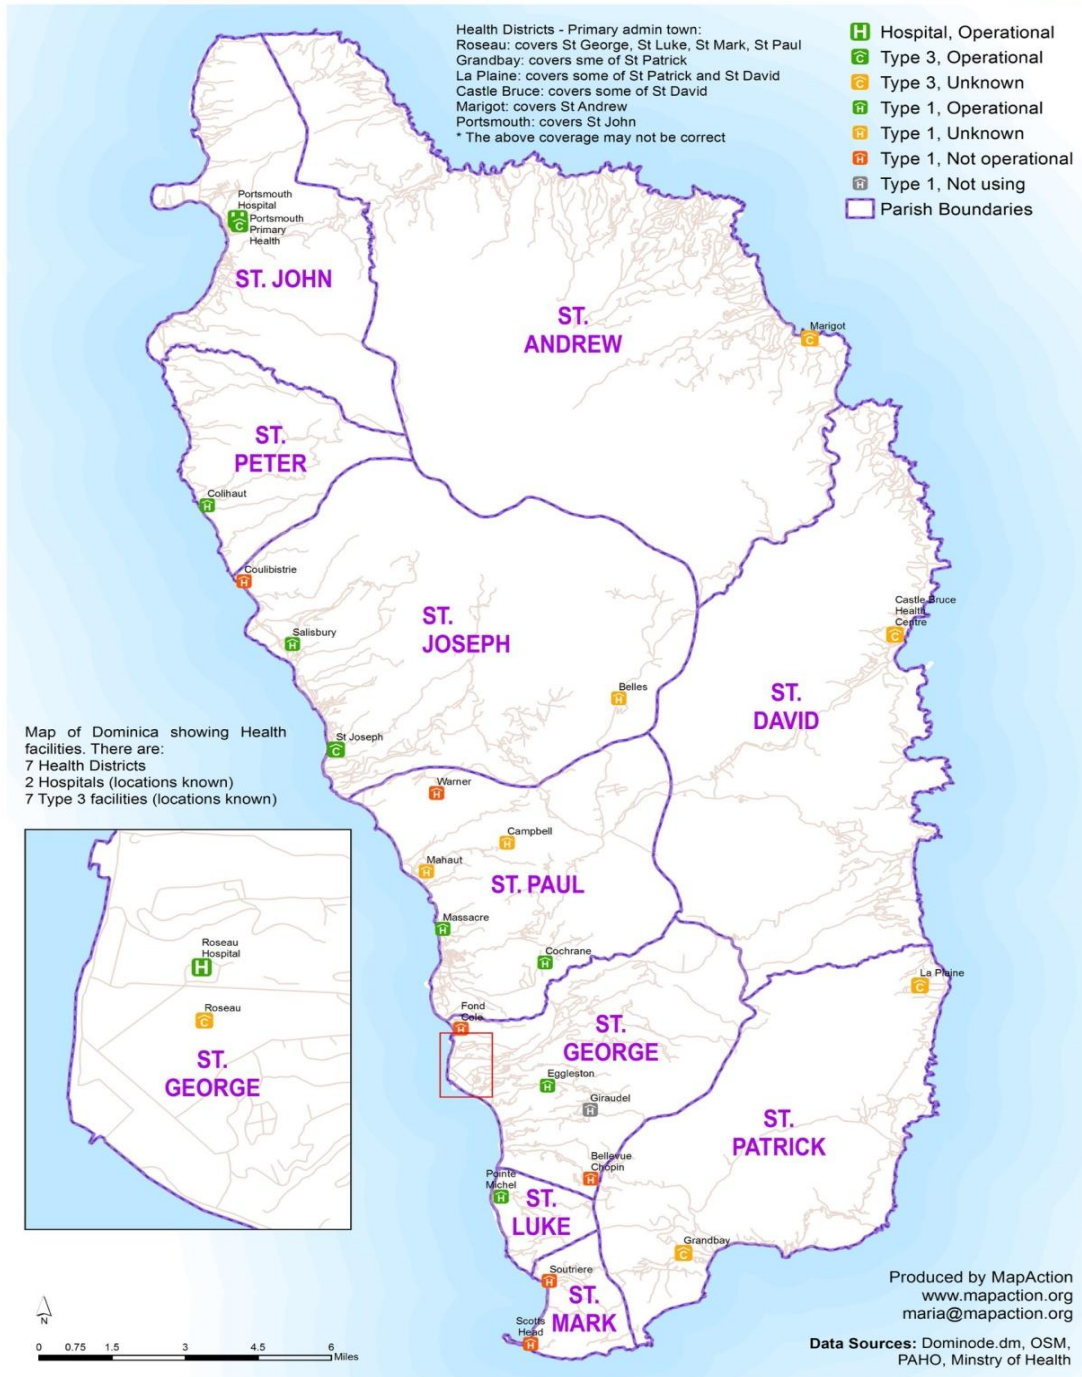 Health Districts - Primary admin town:
Roseau: covers St George, St Luke, St Mark, St Paul
Grandbay: covers sme of St Patrick
La Plaine: covers some of St Patrick and St David
Castle Bruce: covers some of St David
Marigot: covers St Andrew
Portsmouth: covers St John
* The above coverage may not be correct
H Hospital, Operational
C Type 3, Operational
C Type 3, Unknown
H Type 1, Operational
H Type 1, Unknown
H Type 1, Not operational
H Type 1, Not using
Parish Boundaries
Portsmouth
Hospital
C Portsmouth
Primary
Health
ST. JOHN
ST.
ANDREW
Marigot
C
ST.
PETER
Colihaut
H
Coulibistrie
H
Salisbury
H
ST.
JOSEPH
Belles
H
St Joseph
C
Castle Bruce
Health
Centre
C
ST.
DAVID
Map of Dominica showing Health
facilities. There are:
7 Health Districts
2 Hospitals (locations known)
7 Type 3 facilities (locations known)
Warner
H
Campbell
H
Mahaut
H
ST. PAUL
Massacre
H
Cochrane
H
Fond
Cole
H
La Plaine
C
ST.
GEORGE
Eggleston
H
Giraudel
H
Bellevue
Chopin
H
ST.
PATRICK
Pointe
Michel
H
ST.
LUKE
Grandbay
C
Soutriere
H
ST.
MARK
Scotts
Head
H
Roseau
Hospital
H
Roseau
C
ST.
GEORGE
N
0 0.75 1.5 3 4.5 6
Miles
Produced by MapAction
www.mapaction.org
maria@mapaction.org
Data Sources: Dominode.dm, OSM,
PAHO, Minstry of Health